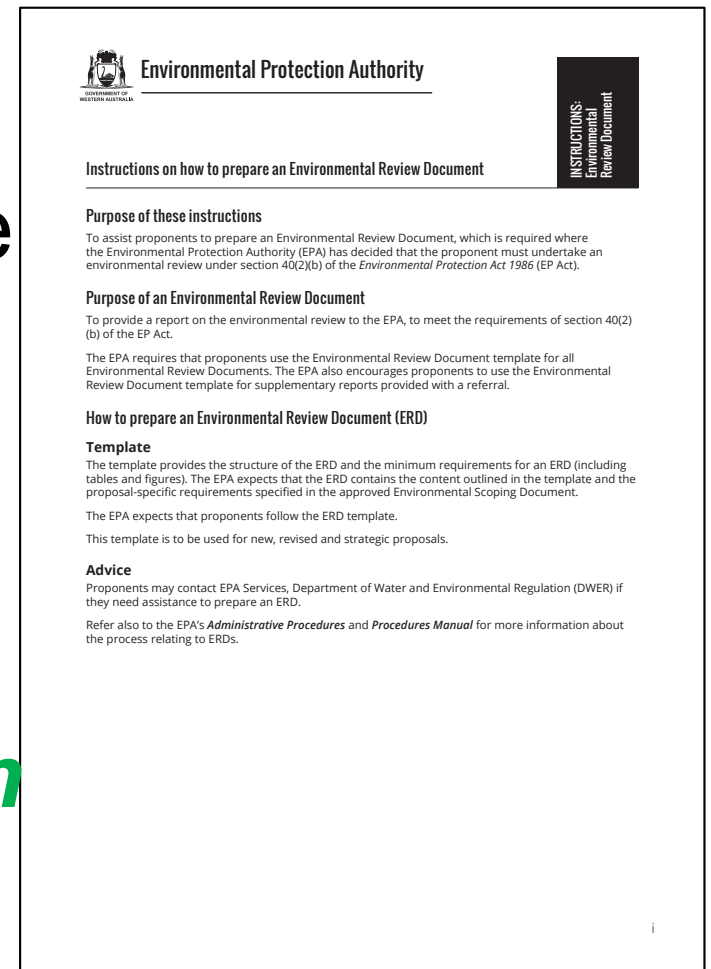 Environmental Protection Authority
GOVERNMENT OF
WESTERN AUSTRALIA
INSTRUCTIONS:
Environmental
Review Document
Instructions on how to prepare an Environmental Review Document
Purpose of these instructions
To assist proponents to prepare an Environmental Review Document, which is required where
the Environmental Protection Authority (EPA) has decided that the proponent must undertake an
environmental review under section 40(2)(b) of the Environmental Protection Act 1986 (EP Act).
Purpose of an Environmental Review Document
To provide a report on the environmental review to the EPA, to meet the requirements of section 40(2)
(b) of the EP Act.
The EPA requires that proponents use the Environmental Review Document template for all
Environmental Review Documents. The EPA also encourages proponents to use the Environmental
Review Document template for supplementary reports provided with a referral.
How to prepare an Environmental Review Document (ERD)
Template
The template provides the structure of the ERD and the minimum requirements for an ERD (including
tables and figures). The EPA expects that the ERD contains the content outlined in the template and the
proposal-specific requirements specified in the approved Environmental Scoping Document.
The EPA expects that proponents follow the ERD template.
This template is to be used for new, revised and strategic proposals.
Advice
Proponents may contact EPA Services, Department of Water and Environmental Regulation (DWER) if
they need assistance to prepare an ERD.
Refer also to the EPA's Administrative Procedures and Procedures Manual for more information about
the process relating to ERDs.
i